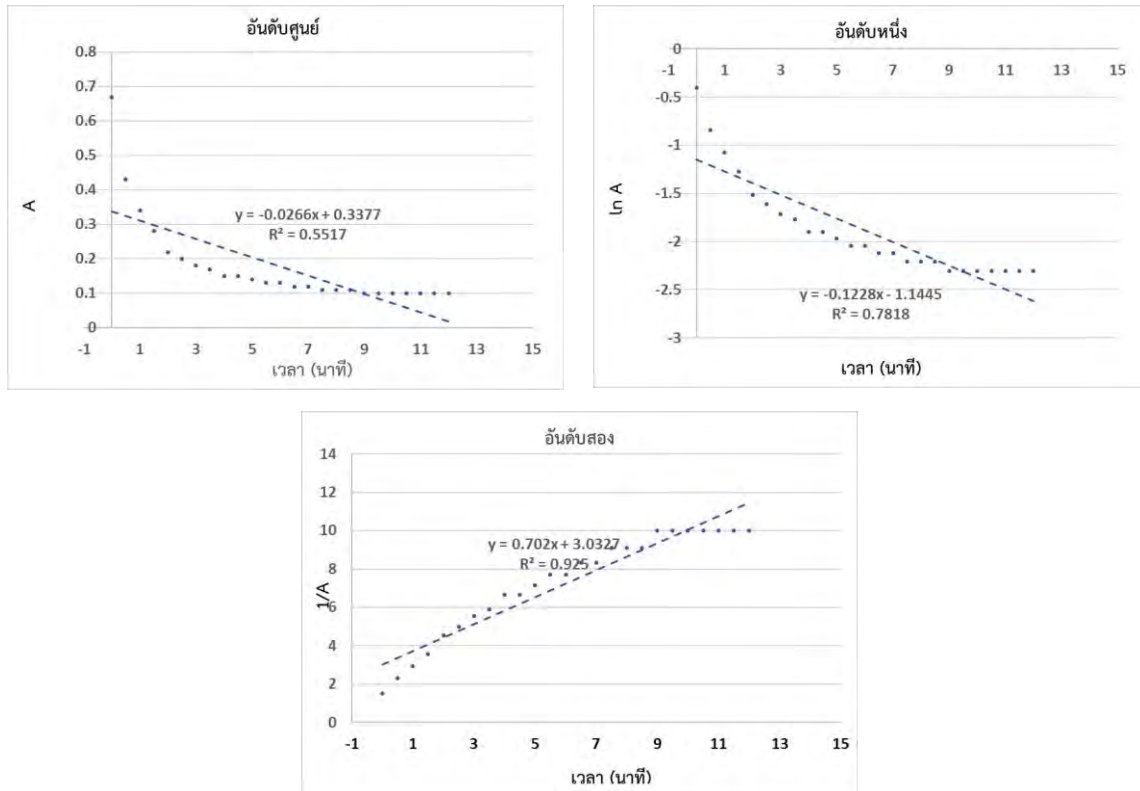 อันดับศูนย์
0.8
0.7
0.6
0.5
0.4
0.3
0.2
0.1
0
A
y = -0.0266x + 0.3377
R² = 0.5517
-1 1 3 5 7 9 11 13 15
เวลา (นาที)
อันดับหนึ่ง
0
-1 1 3 5 7 9 11 13 15
-0.5
-1
-1.5
-2
-2.5
-3
ln A
y = -0.1228x - 1.1445
R² = 0.7818
เวลา (นาที)
อันดับสอง
14
12
10
8
6
4
2
0
1/A
y = 0.702x + 3.0327
R² = 0.925
-1 1 3 5 7 9 11 13 15
เวลา (นาที)